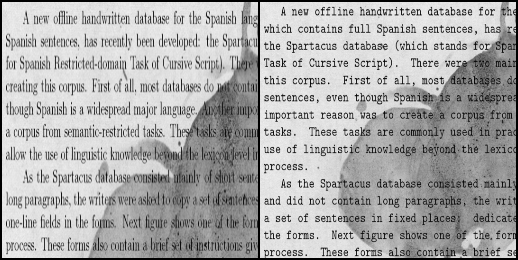 A new offline handwritten database for the Spanish lang
Spanish sentences, has recently been developed: the Spartacu
for Spanish Restricted-domain Task of Cursive Script). There
creating this corpus. First of all, most databases do not contain
though Spanish is a widespread major language. Another impor
a corpus from semantic-restricted tasks. These tasks are comm
allow the use of linguistic knowledge beyond the lexicon level in
As the Spartacus database consisted mainly of short sente
long paragraphs, the writers were asked to copy a set of sentences
one-line fields in the forms. Next figure shows one of the form
process. These forms also contain a brief set of instructions giv
A new offline handwritten database for the
which contains full Spanish sentences, has re
the Spartacus database (which stands for Span
Task of Cursive Script). There were two main
this corpus. First of all, most databases do
sentences, even though Spanish is a widesprea
important reason was to create a corpus from
tasks. These tasks are commonly used in prac
use of linguistic knowledge beyond the lexico
process.
As the Spartacus database consisted mainly
and did not contain long paragraphs, the writ
a set of sentences in fixed places: dedicate
the forms. Next figure shows one of the form
process. These forms also contain a brief se